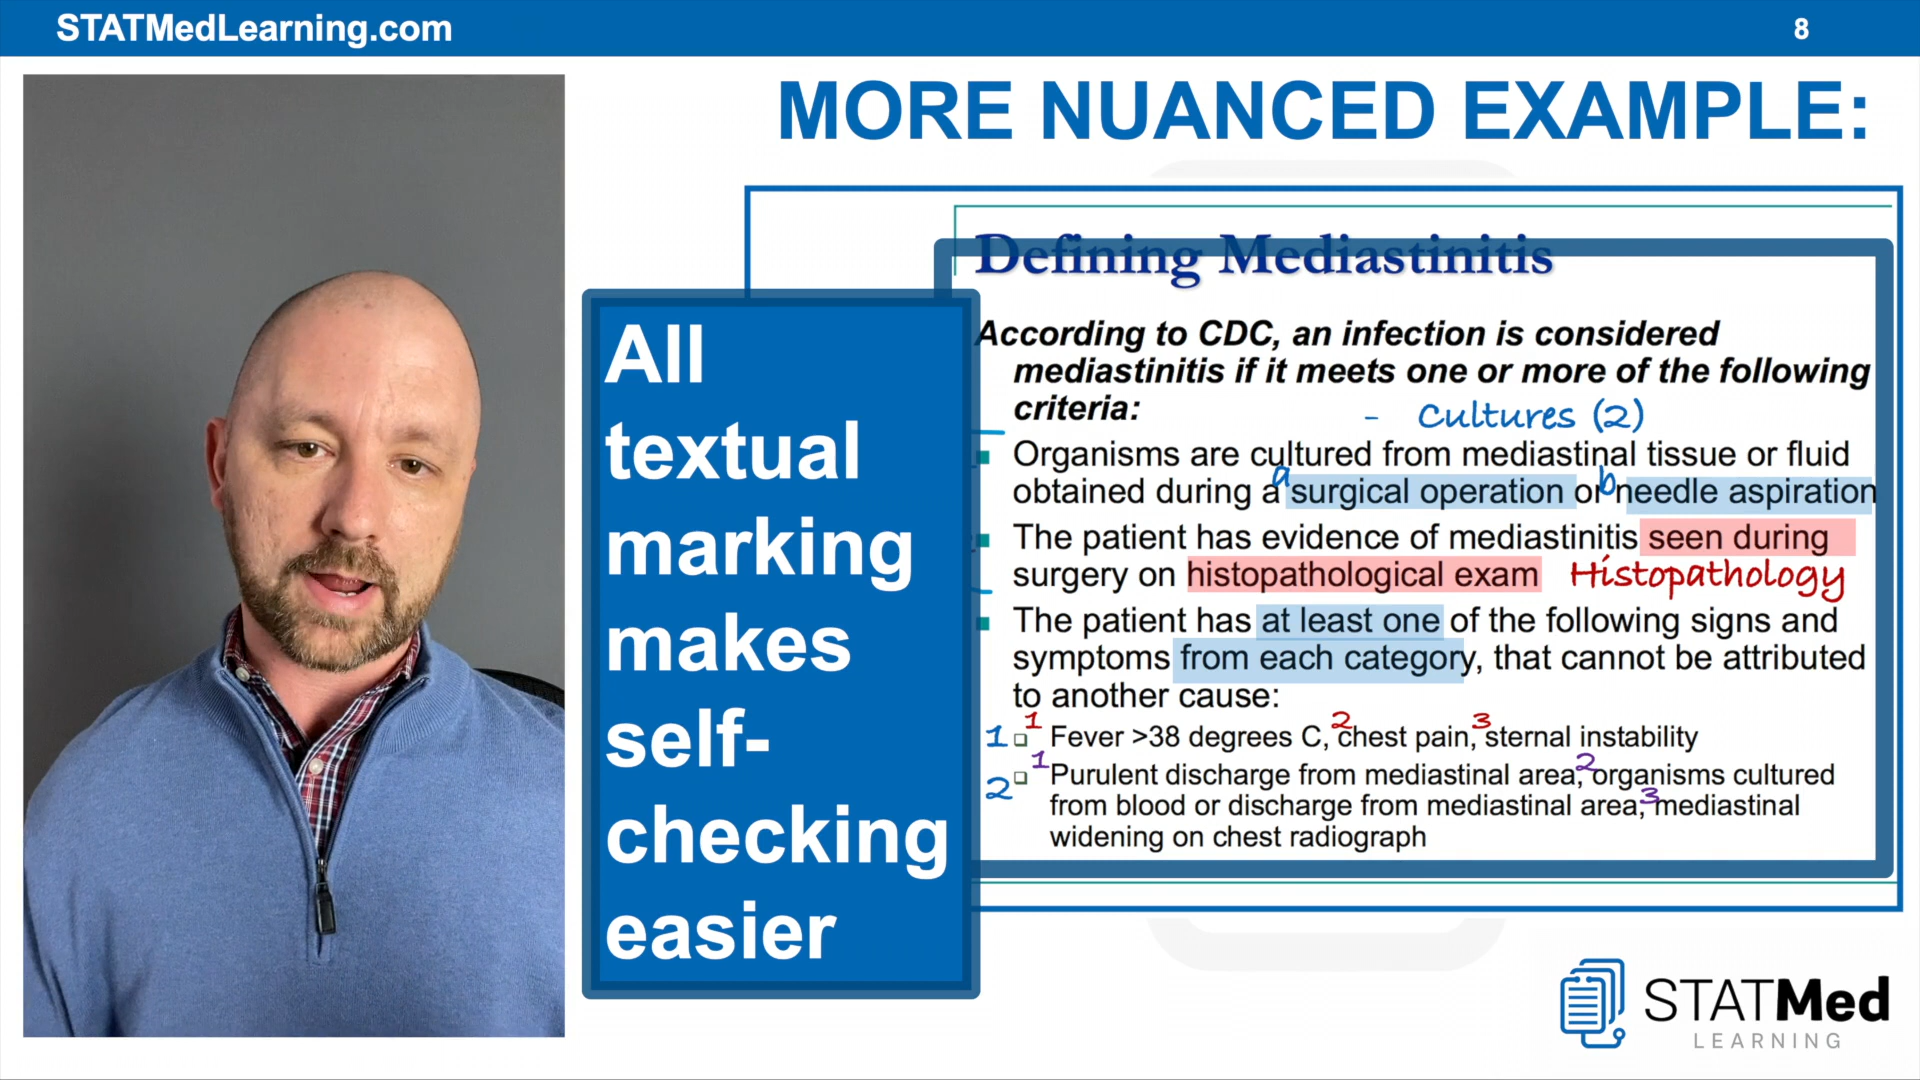 STATMedLearning.com
8
MORE NUANCED EXAMPLE:
All
textual
marking
makes
self-
checking
easier
Defining Mediastinitis
According to CDC, an infection is considered
mediastinitis if it meets one or more of the following
criteria:
- Cultures (2)
Organisms are cultured from mediastinal tissue or fluid
a b
obtained during a surgical operation or needle aspiration
The patient has evidence of mediastinitis seen during
surgery on histopathological exam Histopathology
The patient has at least one of the following signs and
symptoms from each category, that cannot be attributed
to another cause:
1 2 3
1 Fever >38 degrees C, chest pain, sternal instability
1 2
2 Purulent discharge from mediastinal area, organisms cultured
3
from blood or discharge from mediastinal area, mediastinal
widening on chest radiograph
STATMed
LEARNING